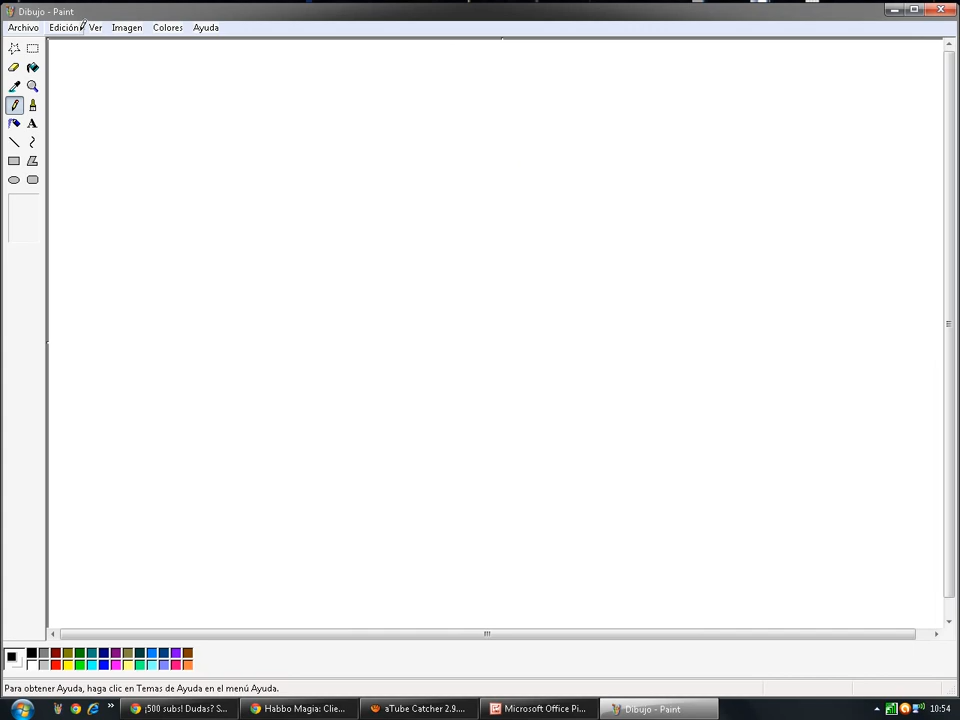 Dibujo - Paint
Archivo Edición Ver Imagen Colores Ayuda
A
Para obtener Ayuda, haga clic en Temas de Ayuda en el menú Ayuda.
¡500 subs! Dudas? S... Habbo Magia: Clie... aTube Catcher 2.9.... Microsoft Office Pi... Dibujo - Paint 10:54